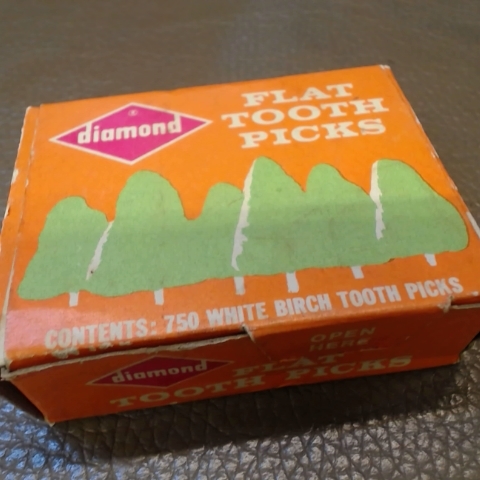 diamond®
FLAT
TOOTH
PICKS
CONTENTS: 750 WHITE BIRCH TOOTH PICKS
OPEN
HERE
diamond
FLAT
TOOTH PICKS